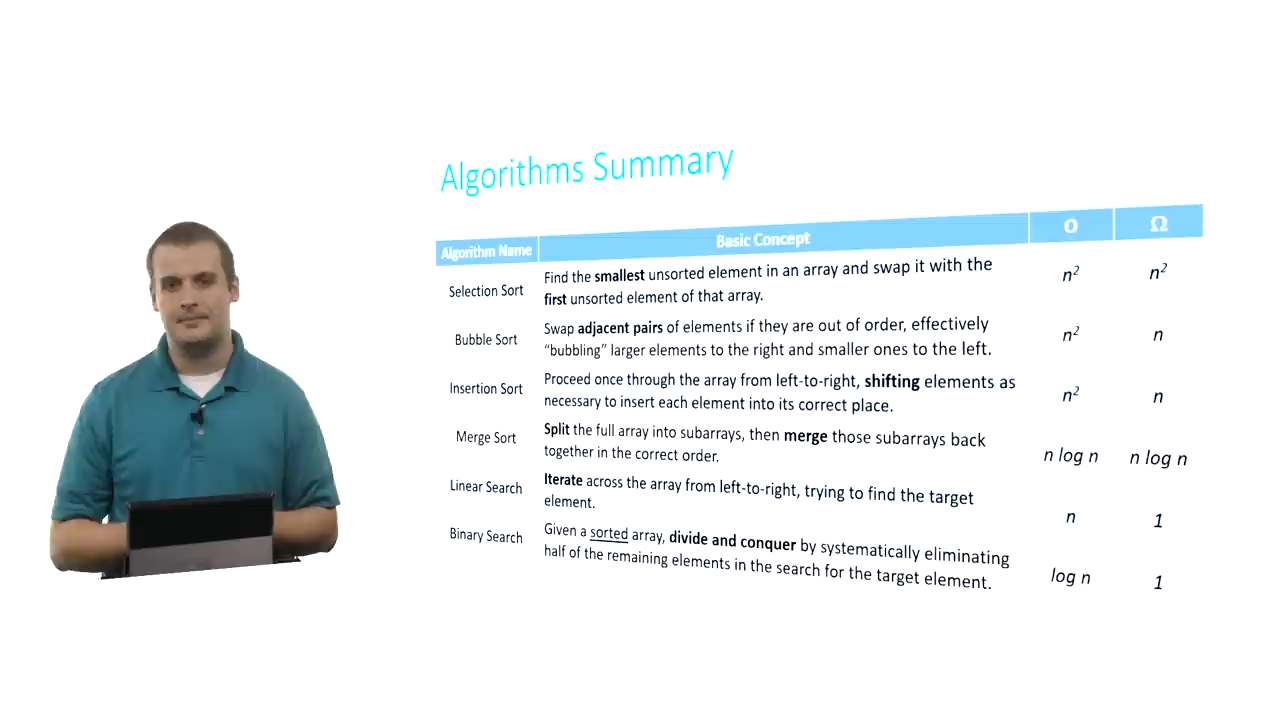 Algorithms Summary
Algorithm Name Basic Concept O Ω
Selection Sort
Find the smallest unsorted element in an array and swap it with the
first unsorted element of that array.
n² n²
Bubble Sort
Swap adjacent pairs of elements if they are out of order, effectively
“bubbling” larger elements to the right and smaller ones to the left.
n² n
Insertion Sort
Proceed once through the array from left-to-right, shifting elements as
necessary to insert each element into its correct place.
n² n
Merge Sort
Split the full array into subarrays, then merge those subarrays back
together in the correct order.
n log n n log n
Linear Search
Iterate across the array from left-to-right, trying to find the target
element.
n 1
Binary Search
Given a sorted array, divide and conquer by systematically eliminating
half of the remaining elements in the search for the target element.
log n 1